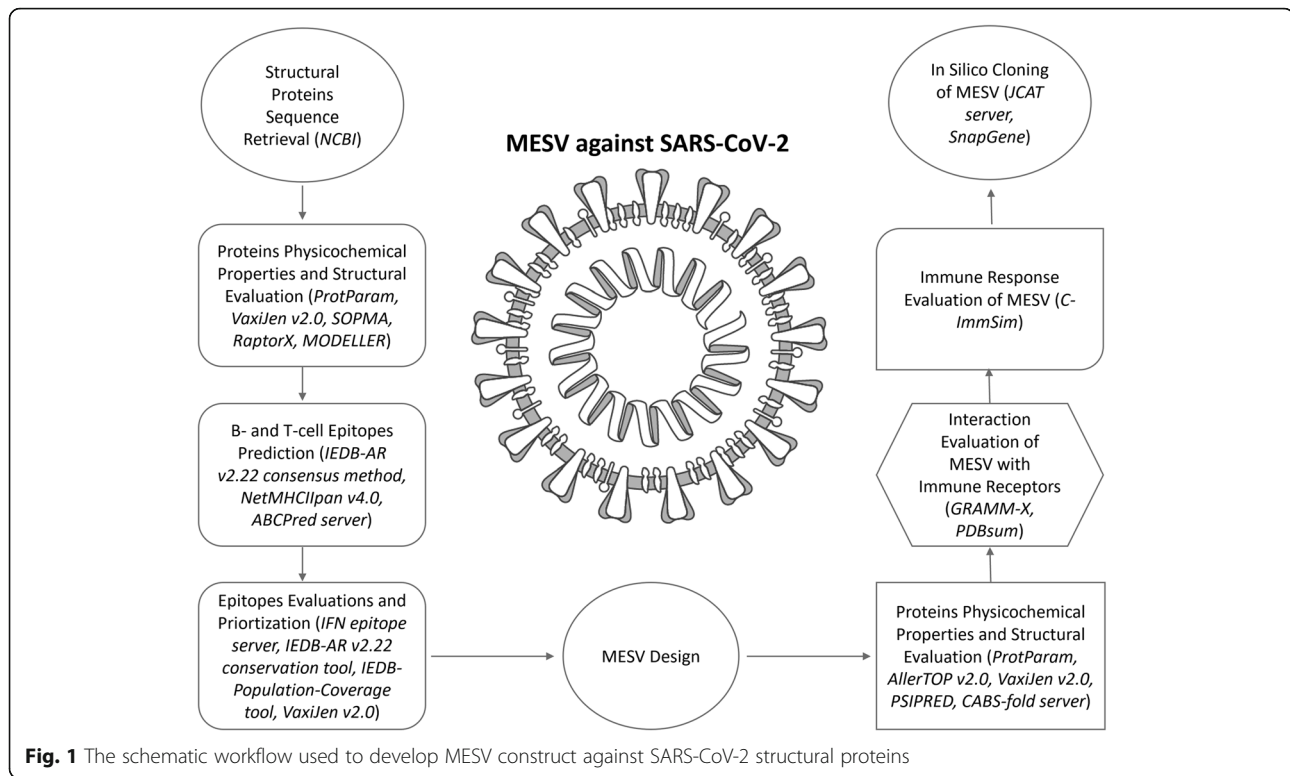 Structural
Proteins
Sequence
Retrieval (NCBI)
Proteins Physicochemical
Properties and Structural
Evaluation (ProtParam,
VaxiJen v2.0, SOPMA,
RaptorX, MODELLER)
B- and T-cell Epitopes
Prediction (IEDB-AR
v2.22 consensus method,
NetMHCIIpan v4.0,
ABCPred server)
Epitopes Evaluations and
Priortization (IFN epitope
server, IEDB-AR v2.22
conservation tool, IEDB-
Population-Coverage
tool, VaxiJen v2.0)
MESV against SARS-CoV-2
MESV Design
Proteins Physicochemical
Properties and Structural
Evaluation (ProtParam,
AllerTOP v2.0, VaxiJen v2.0,
PSIPRED, CABS-fold server)
Interaction
Evaluation of
MESV with
Immune Receptors
(GRAMM-X,
PDBsum)
Immune Response
Evaluation of MESV (C-
ImmSim)
In Silico Cloning
of MESV (JCAT
server,
SnapGene)
Fig. 1 The schematic workflow used to develop MESV construct against SARS-CoV-2 structural proteins